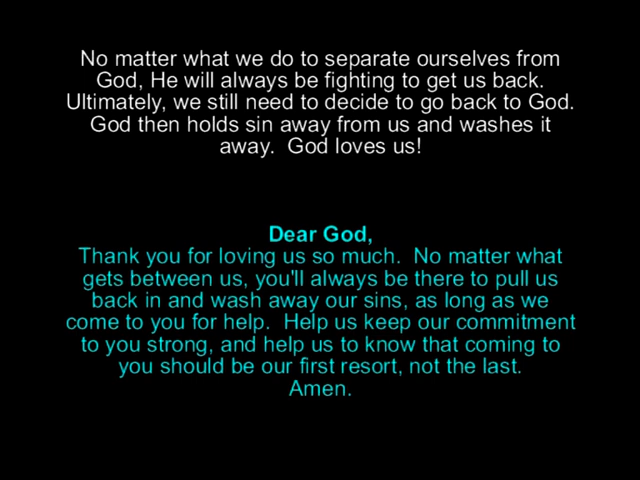 No matter what we do to separate ourselves from
God, He will always be fighting to get us back.
Ultimately, we still need to decide to go back to God.
God then holds sin away from us and washes it
away.  God loves us!
Dear God,
Thank you for loving us so much.  No matter what
gets between us, you'll always be there to pull us
back in and wash away our sins, as long as we
come to you for help.  Help us keep our commitment
to you strong, and help us to know that coming to
you should be our first resort, not the last.
Amen.